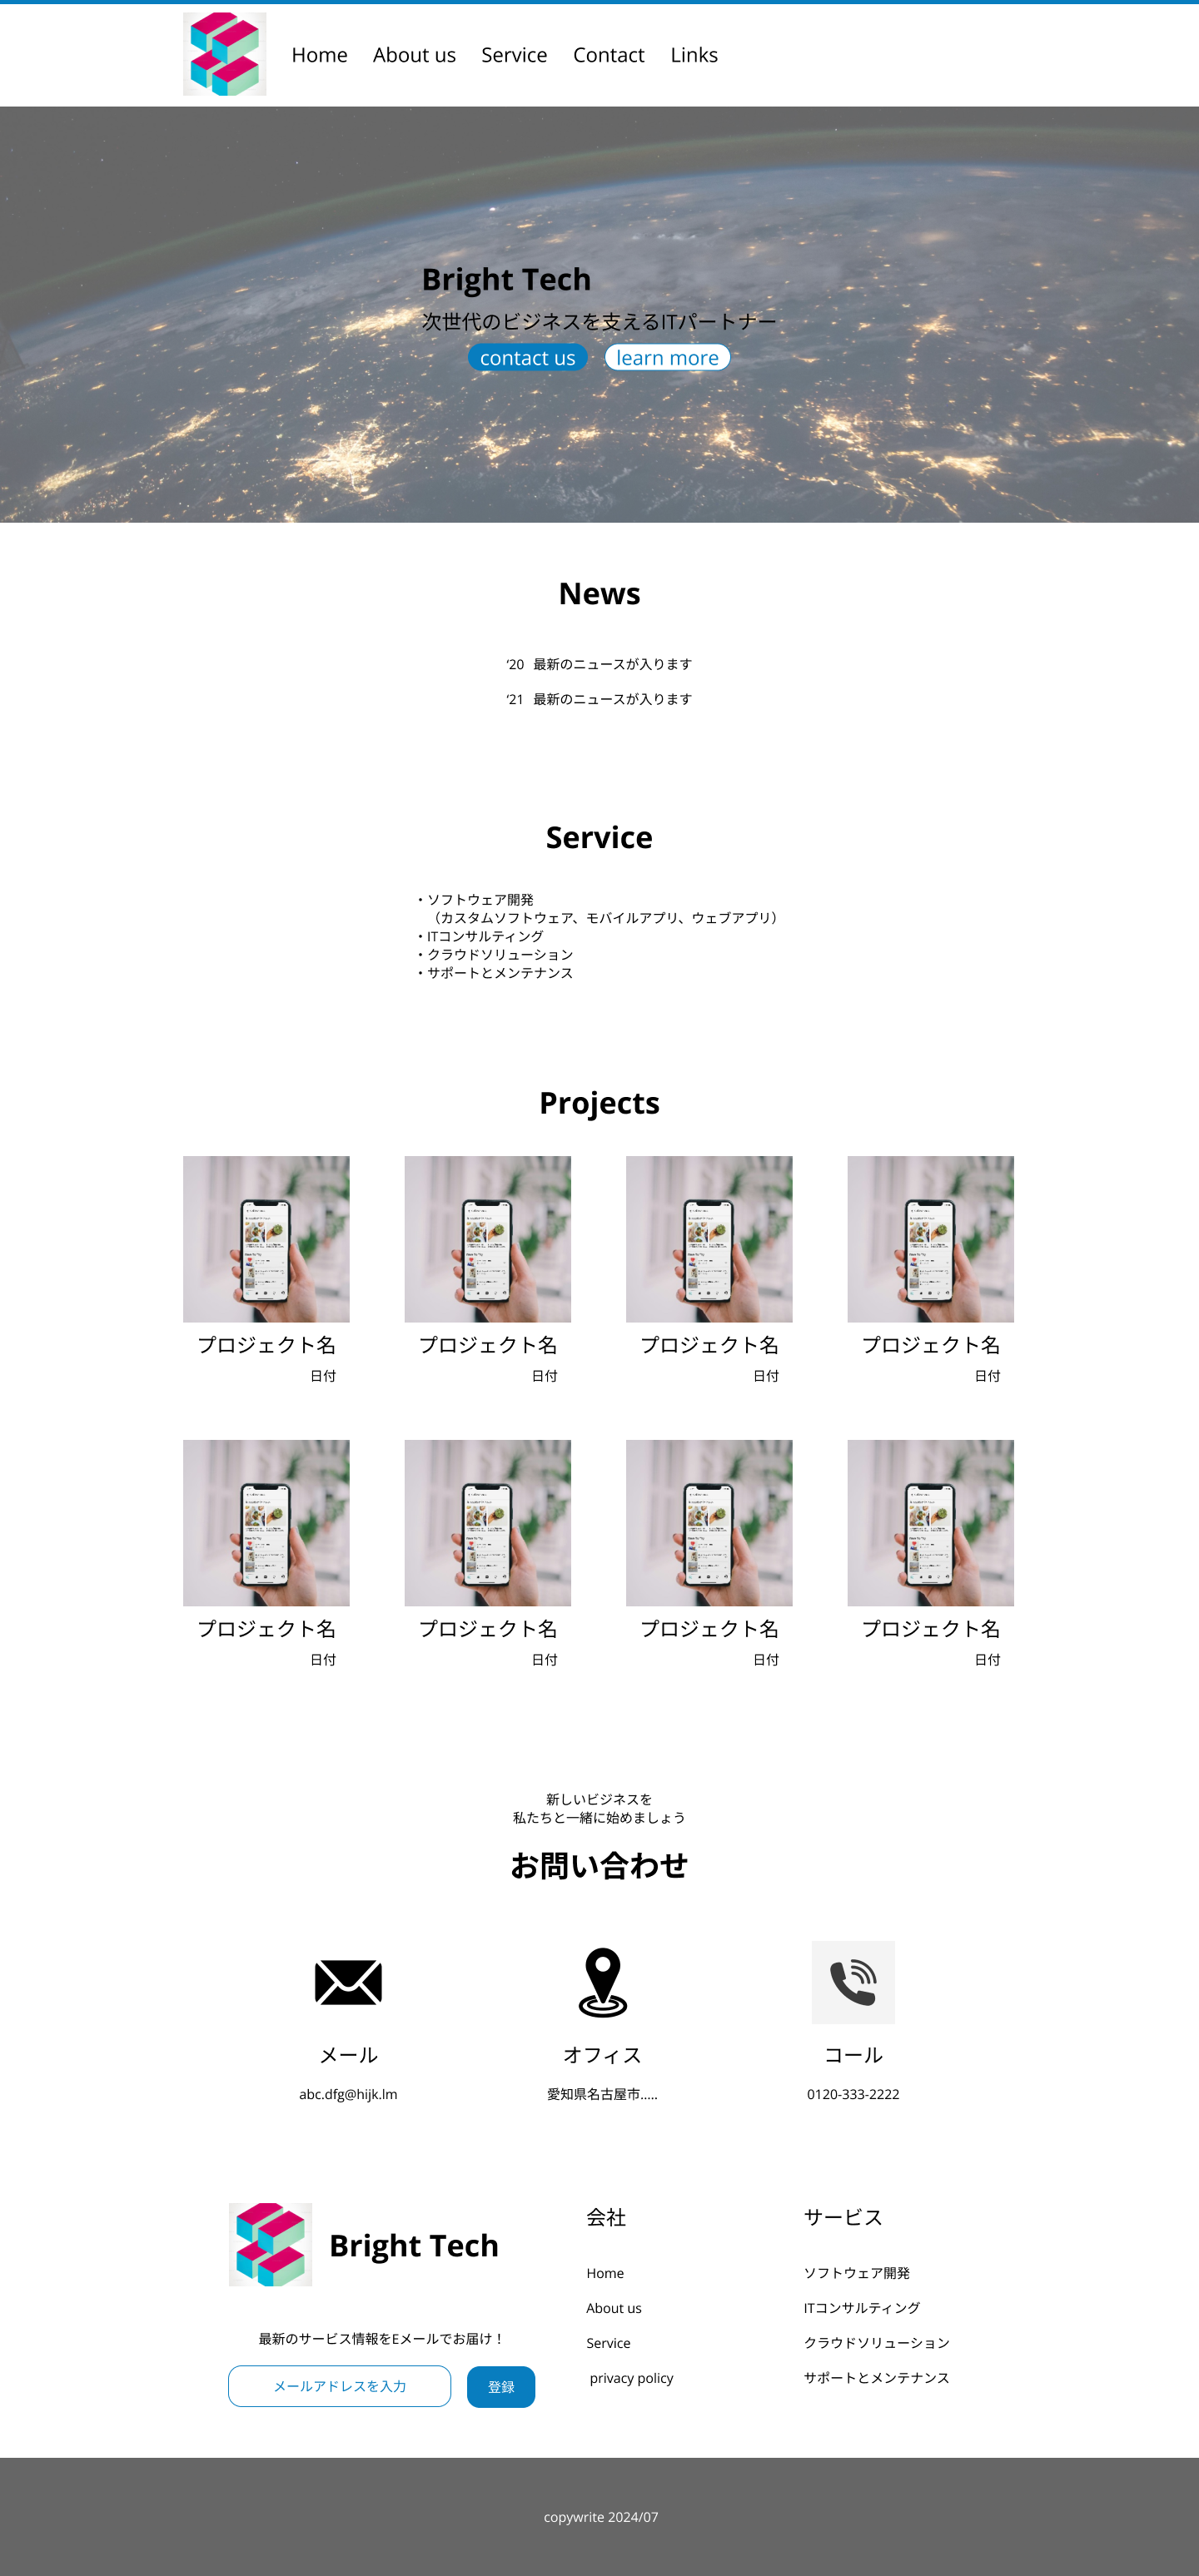 Home About us Service Contact Links
Bright Tech
次世代のビジネスを支えるITパートナー
contact us learn more
News
‘20 最新のニュースが入ります
‘21 最新のニュースが入ります
Service
・ソフトウェア開発
（カスタムソフトウェア、モバイルアプリ、ウェブアプリ）
・ITコンサルティング
・クラウドソリューション
・サポートとメンテナンス
Projects
プロジェクト名 プロジェクト名 プロジェクト名 プロジェクト名
日付 日付 日付 日付
プロジェクト名 プロジェクト名 プロジェクト名 プロジェクト名
日付 日付 日付 日付
新しいビジネスを
私たちと一緒に始めましょう
お問い合わせ
メール オフィス コール
abc.dfg@hijk.lm 愛知県名古屋市..... 0120-333-2222
Bright Tech
最新のサービス情報をEメールでお届け！
メールアドレスを入力 登録
会社
Home
About us
Service
privacy policy
サービス
ソフトウェア開発
ITコンサルティング
クラウドソリューション
サポートとメンテナンス
copywrite 2024/07